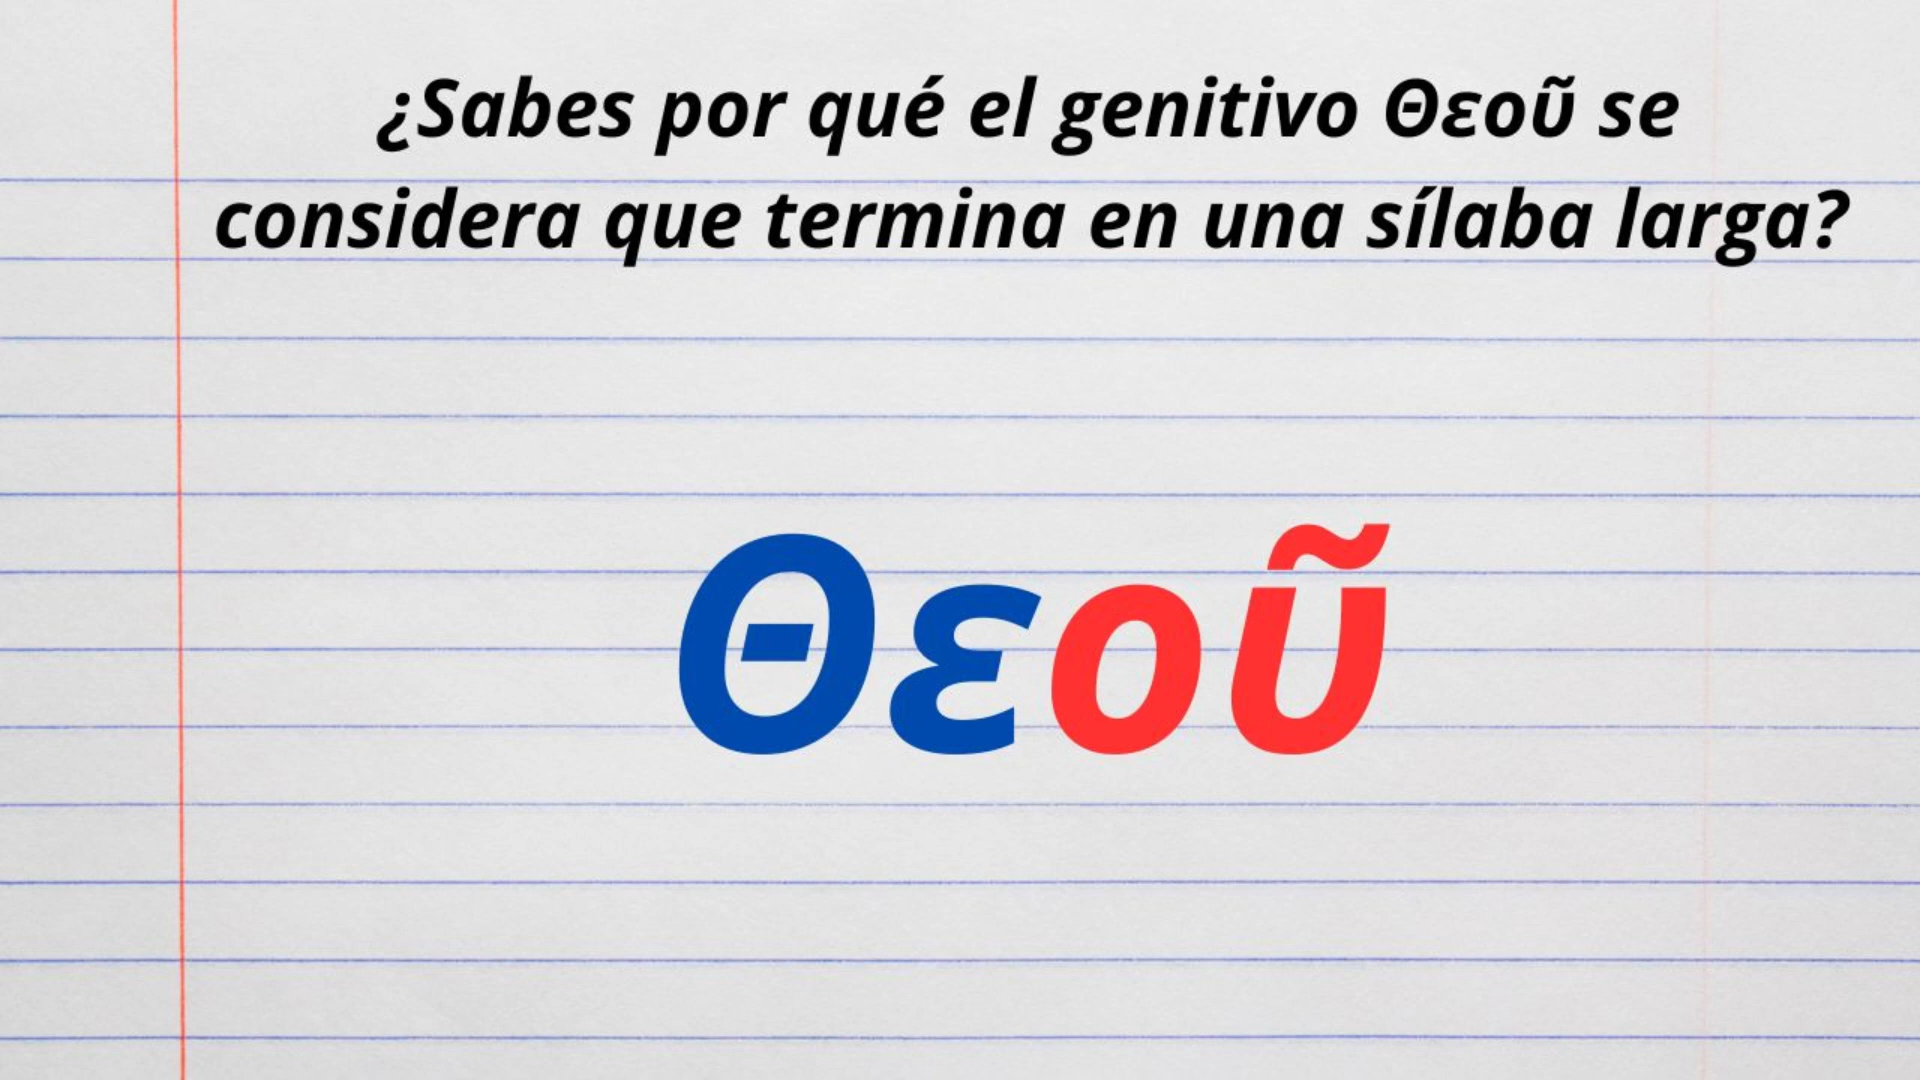 ¿Sabes por qué el genitivo Θεοῦ se
considera que termina en una sílaba larga?
Θεοῦ